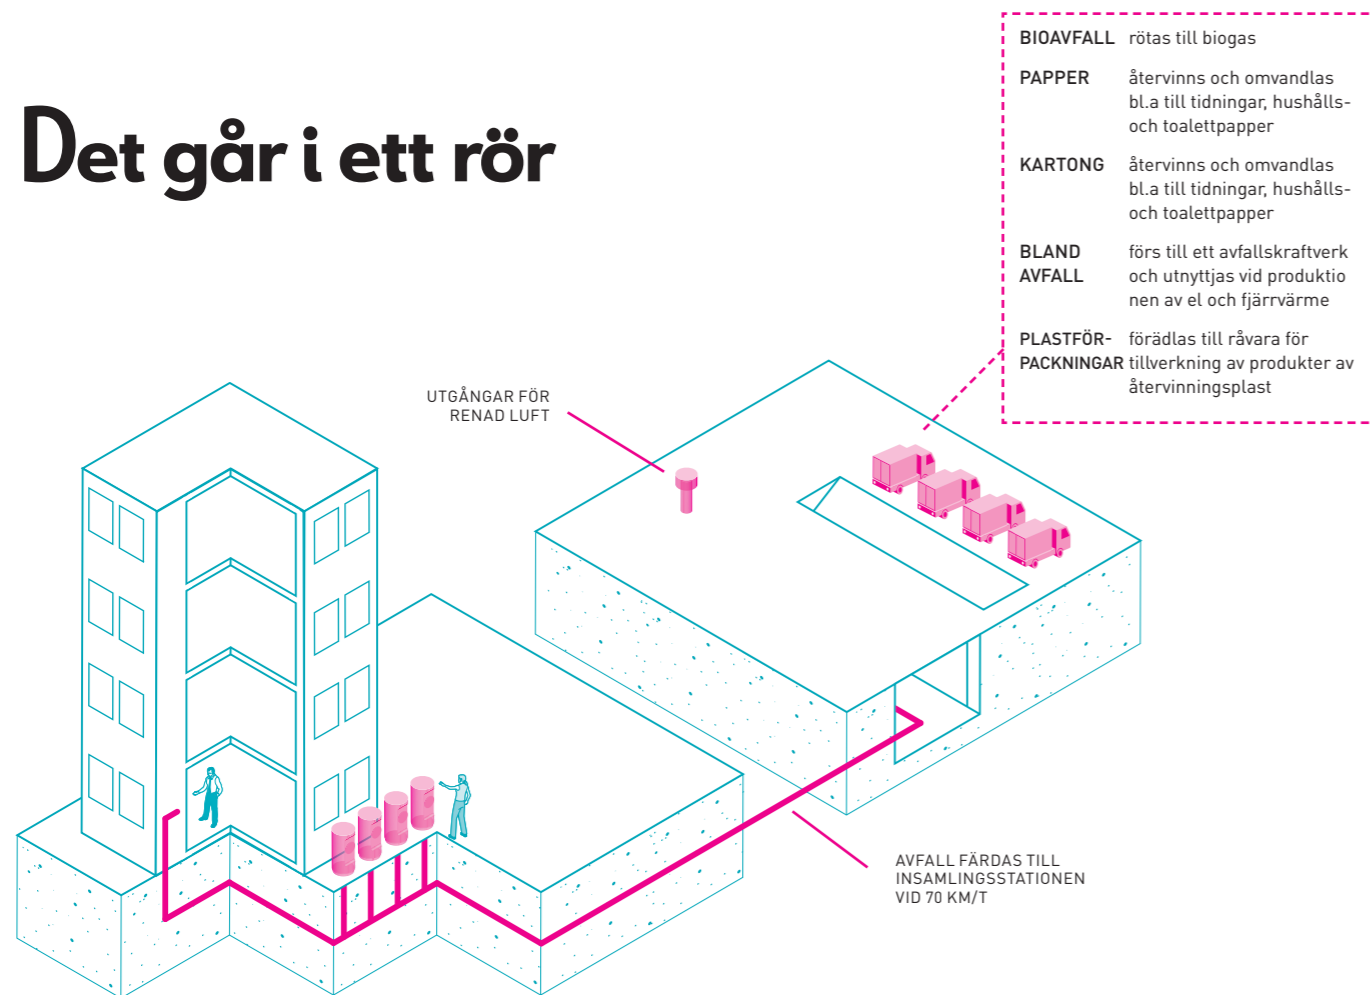 Det går i ett rör
BIOAVFALL rötas till biogas
PAPPER återvinns och omvandlas
bl.a till tidningar, hushålls-
och toalettpapper
KARTONG återvinns och omvandlas
bl.a till tidningar, hushålls-
och toalettpapper
BLAND förs till ett avfallskraftverk
AVFALL och utnyttjas vid produktio
nen av el och fjärrvärme
PLASTFÖR- förädlas till råvara för
PACKNINGAR tillverkning av produkter av
återvinningsplast
UTGÅNGAR FÖR
RENAD LUFT
AVFALL FÄRDAS TILL
INSAMLINGSSTATIONEN
VID 70 KM/T